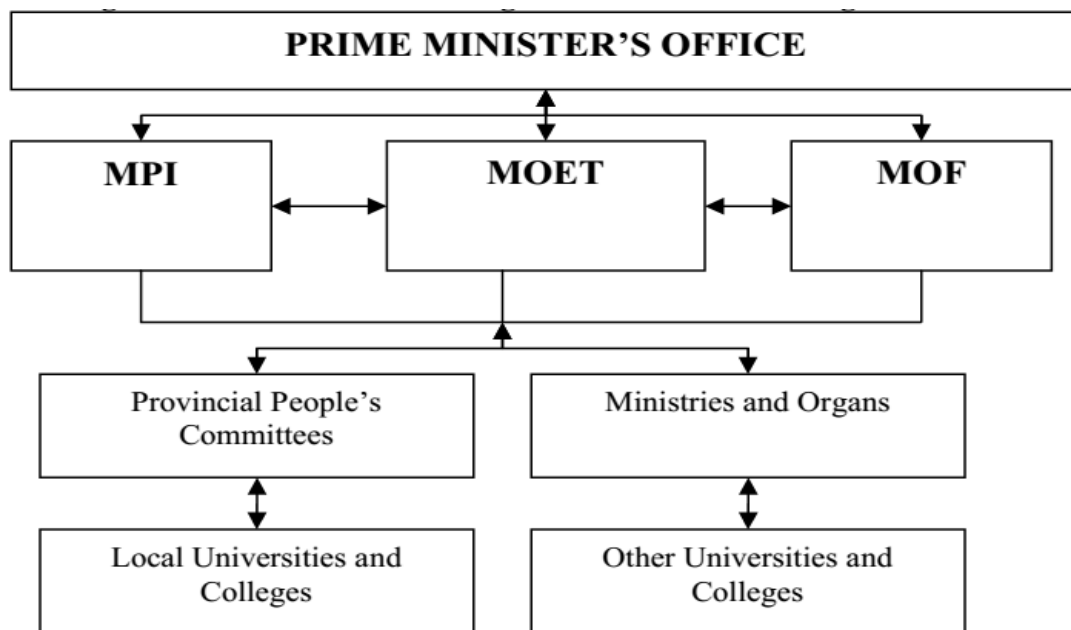 PRIME MINISTER'S OFFICE
MPI
MOET
MOF
Provincial People's
Committees
Ministries and Organs
Local Universities and
Colleges
Other Universities and
Colleges